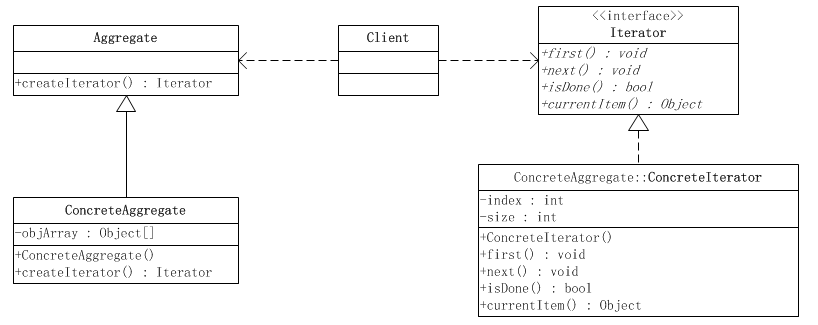 Aggregate
+createIterator() : Iterator
Client
<<interface>>
Iterator
+first() : void
+next() : void
+isDone() : bool
+currentItem() : Object
ConcreteAggregate
-objArray : Object[]
+ConcreteAggregate()
+createIterator() : Iterator
ConcreteAggregate::ConcreteIterator
-index : int
-size : int
+ConcreteIterator()
+first() : void
+next() : void
+isDone() : bool
+currentItem() : Object